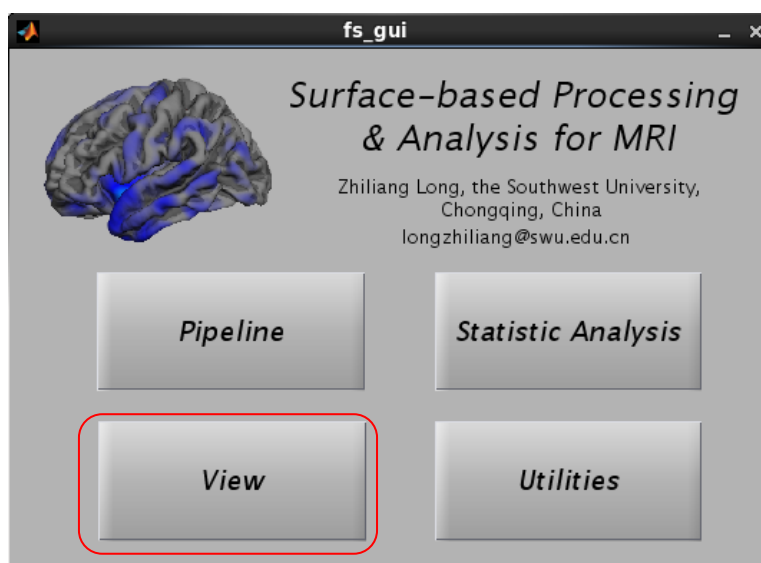 fs_gui
Surface-based Processing
& Analysis for MRI
Zhiliang Long, the Southwest University,
Chongqing, China
longzhiliang@swu.edu.cn
Pipeline
Statistic Analysis
View
Utilities